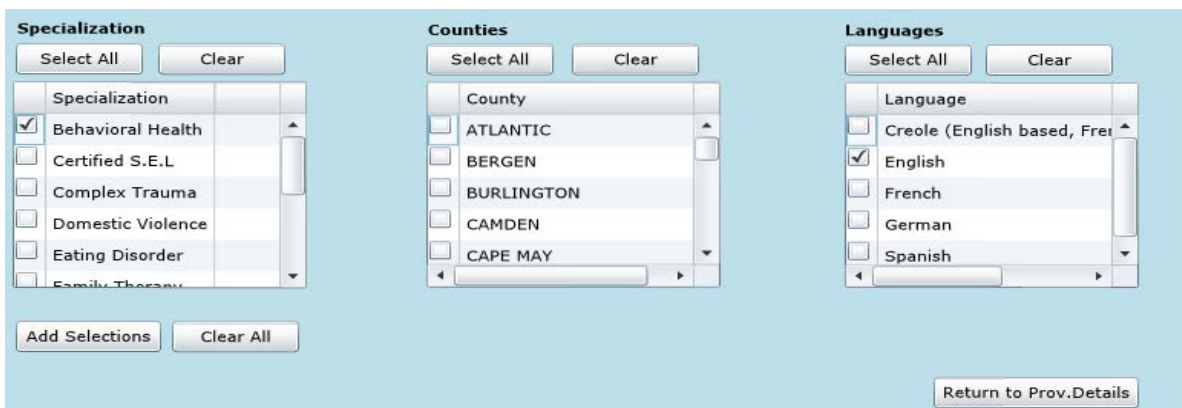 Specialization
Select All Clear
Specialization
Behavioral Health
Certified S.E.L
Complex Trauma
Domestic Violence
Eating Disorder
Family Therapy
Counties
Select All Clear
County
ATLANTIC
BERGEN
BURLINGTON
CAMDEN
CAPE MAY
Languages
Select All Clear
Language
Creole (English based, Fre
English
French
German
Spanish
Add Selections Clear All
Return to Prov.Details